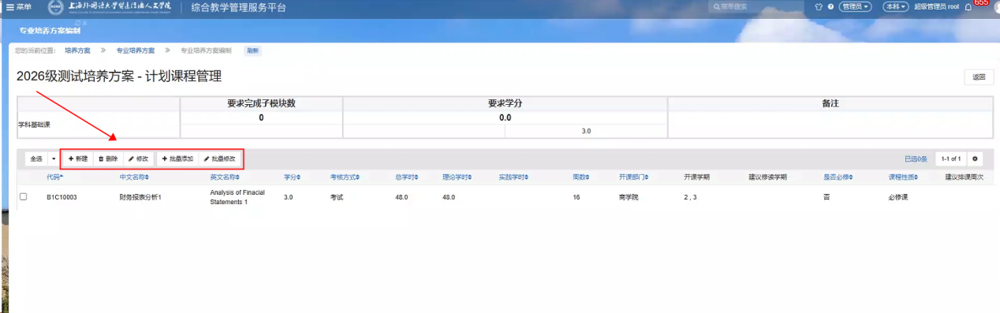 菜单
上海外国语大学贤达经济人文学院
综合教学管理服务平台
菜单搜索
管理员
本科
超级管理员 root
655
专业培养方案编制
您的当前位置: 培养方案 » 专业培养方案 » 专业培养方案编制 刷新
2026级测试培养方案 - 计划课程管理
返回
要求完成子模块数 要求学分 备注
学科基础课 0 0.0
3.0
全选 新建 删除 修改 批量添加 批量修改
已选0条 1-1 of 1
代码 中文名称 英文名称 学分 考核方式 总学时 理论学时 实践学时 周数 开课部门 开课学期 建议修读学期 是否必修 课程性质 建议排课周次
B1C10003 财务报表分析1 Analysis of Finacial Statements 1 3.0 考试 48.0 48.0 16 商学院 2 , 3 否 必修课